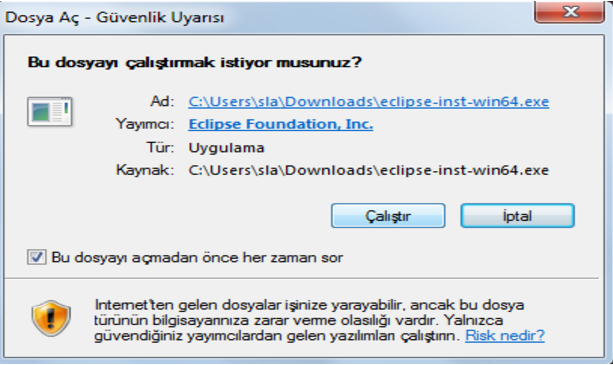 Dosya Aç - Güvenlik Uyarısı
Bu dosyayı çalıştırmak istiyor musunuz?
Ad: C:\Users\sla\Downloads\eclipse-inst-win64.exe
Yayımcı: Eclipse Foundation, Inc.
Tür: Uygulama
Kaynak: C:\Users\sla\Downloads\eclipse-inst-win64.exe
Çalıştır İptal
Bu dosyayı açmadan önce her zaman sor
Internet'ten gelen dosyalar işinize yarayabilir, ancak bu dosya
türünün bilgisayarınıza zarar verme olasılığı vardır. Yalnızca
güvendiğiniz yayımcılardan gelen yazılımları çalıştırın. Risk nedir?